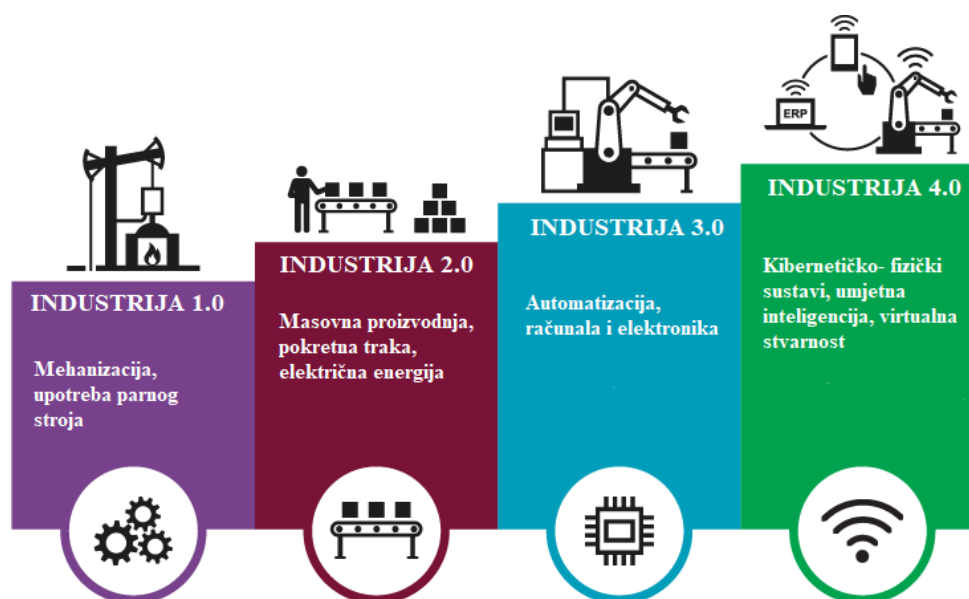 INDUSTRIJA 1.0
Mehanizacija,
upotreba parnog
stroja
INDUSTRIJA 2.0
Masovna proizvodnja,
pokretna traka,
električna energija
INDUSTRIJA 3.0
Automatizacija,
računala i elektronika
ERP
INDUSTRIJA 4.0
Kibernetičko- fizički
sustavi, umjetna
inteligencija, virtualna
stvarnost